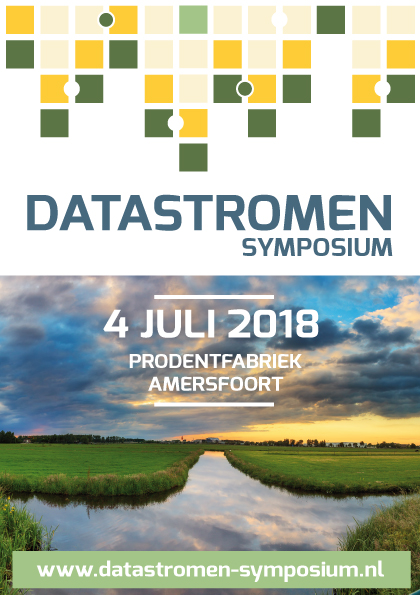 DATASTROMEN
SYMPOSIUM
4 JULI 2018
PRODENTFABRIEK
AMERSFOORT
www.datastromen-symposium.nl